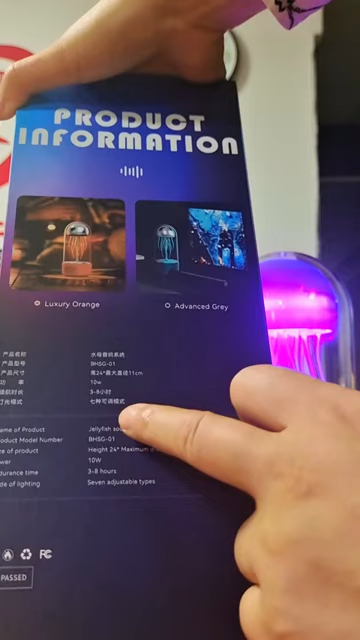 PRODUCT
INFORMATION
Luxury Orange
Advanced Grey
产品名称 水母音响系统
产品型号 BHSG-01
产品尺寸 高24*最大直径11cm
功 率 10w
续航时长 3-8小时
灯光模式 七种可调模式
ame of Product Jellyfish
oduct Model Number BHSG-01
ze of product Height 24* Maximum
wer 10W
durance time 3-8 hours
de of lighting Seven adjustable types
FC
PASSED